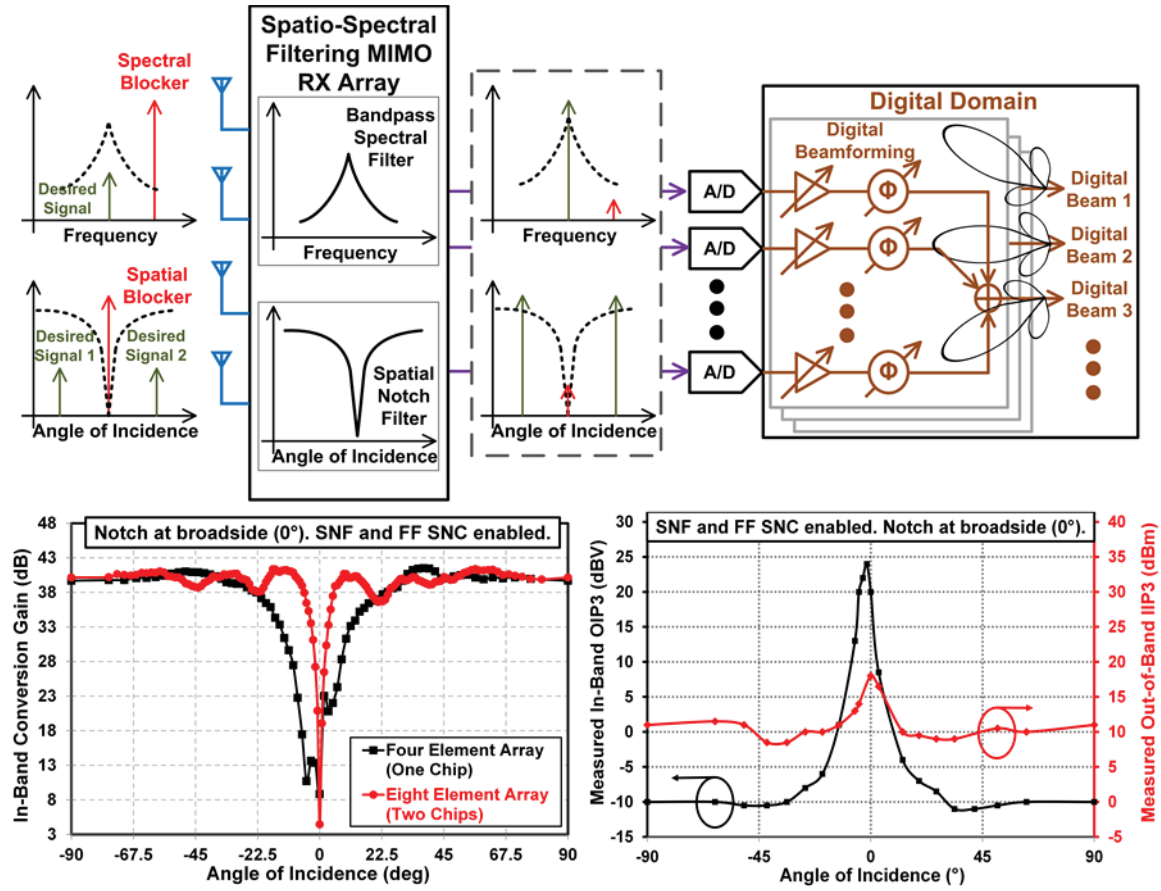 Spatio-Spectral
Filtering MIMO
RX Array
Spectral
Blocker
Desired
Signal
Frequency
Bandpass
Spectral
Filter
Frequency
Spatial
Blocker
Desired
Signal 1
Desired
Signal 2
Angle of Incidence
Spatial
Notch
Filter
Angle of Incidence
Frequency
Angle of Incidence
A/D
A/D
A/D
Digital Domain
Digital
Beamforming
Φ
Φ
Φ
Digital
Beam 1
Digital
Beam 2
Digital
Beam 3
Notch at broadside (0°). SNF and FF SNC enabled.
In-Band Conversion Gain (dB)
48
43
38
33
28
23
18
13
8
3
Four Element Array
(One Chip)
Eight Element Array
(Two Chips)
-90 -67.5 -45 -22.5 0 22.5 45 67.5 90
Angle of Incidence (deg)
SNF and FF SNC enabled. Notch at broadside (0°).
Measured In-Band OIP3 (dBV)
30
25
20
15
10
5
0
-5
-10
-15
Measured Out-of-Band IIP3 (dBm)
40
35
30
25
20
15
10
5
0
-5
-90 -45 0 45 90
Angle of Incidence (°)